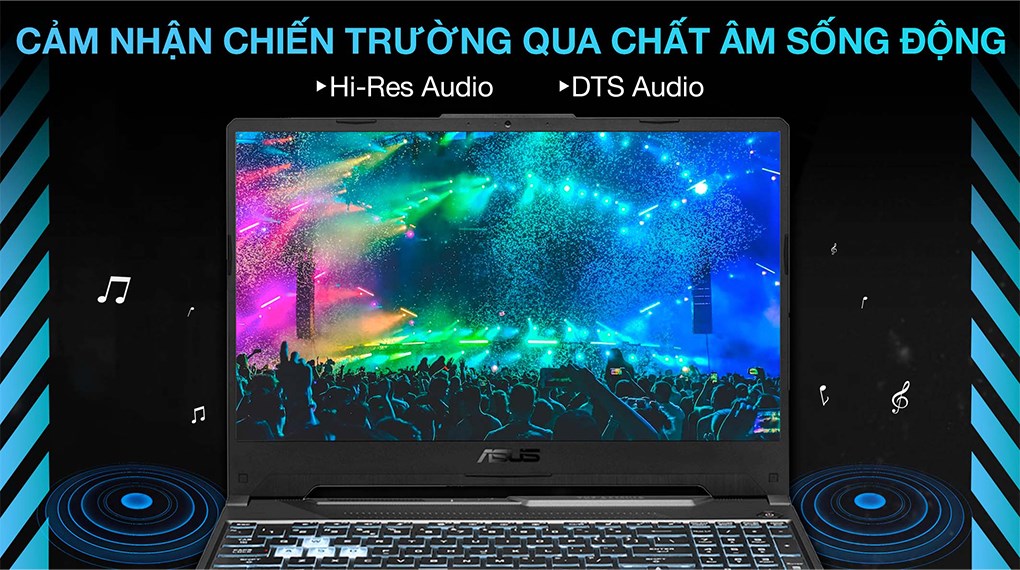 CẢM NHẬN CHIẾN TRƯỜNG QUA CHẤT ÂM SỐNG ĐỘNG
▸Hi-Res Audio ▸DTS Audio
ASUS